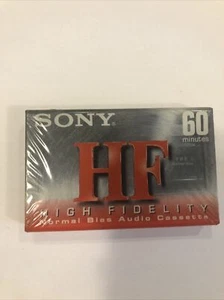 SONY
60
minutes
HF
HIGH FIDELITY
Normal Bias Audio Cassette